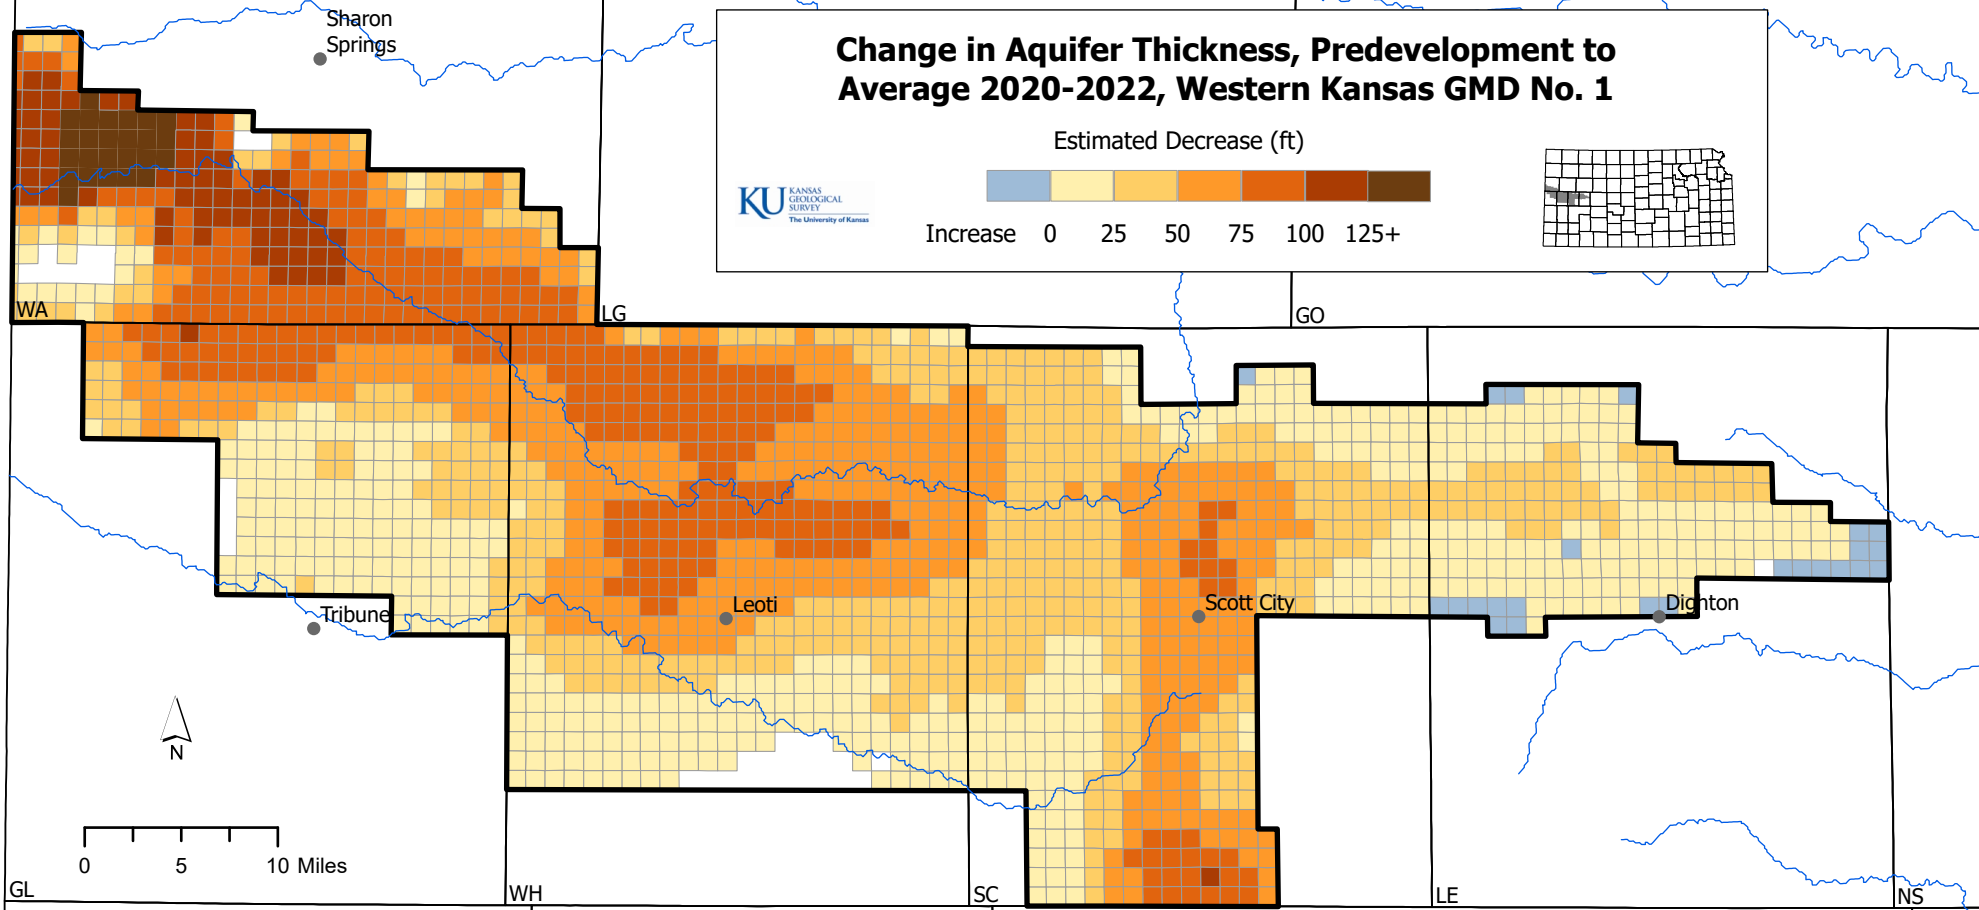 Sharon
Springs
Change in Aquifer Thickness, Predevelopment to
Average 2020-2022, Western Kansas GMD No. 1
Estimated Decrease (ft)
KU KANSAS
GEOLOGICAL
SURVEY
The University of Kansas
Increase 0 25 50 75 100 125+
WA
LG
GO
Leoti
Scott City
Dighton
Tribune
N
0 5 10 Miles
GL
WH
SC
LE
NS